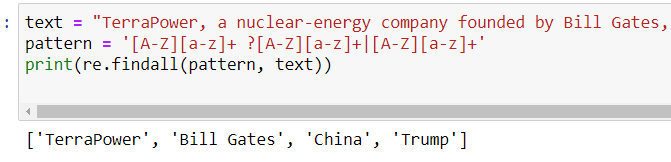 : text = "TerraPower, a nuclear-energy company founded by Bill Gates,
pattern = '[A-Z][a-z]+ ?[A-Z][a-z]+|[A-Z][a-z]+'
print(re.findall(pattern, text))
['TerraPower', 'Bill Gates', 'China', 'Trump']